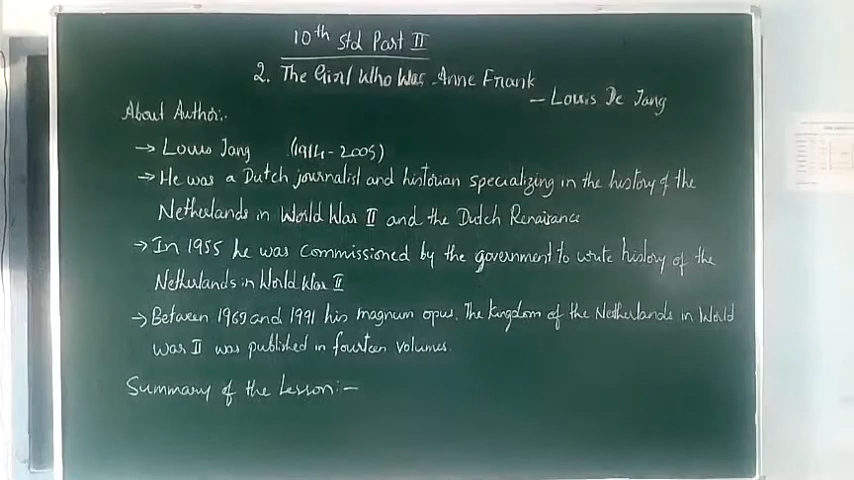 10th Std Part II
2. The Girl Who Was Anne Frank
- Louis De Jang
About Author:-
→ Louis Jang (1914-2005)
→ He was a Dutch journalist and historian specializing in the history of the
Netherlands in World War II and the Dutch Renaisance
→ In 1955 he was commissioned by the government to write history of the
Netherlands in World War II
→ Between 1969 and 1991 his magnum opus. The kingdom of the Netherlands in World
War II was published in fourteen volumes.
Summary of the Lesson:-